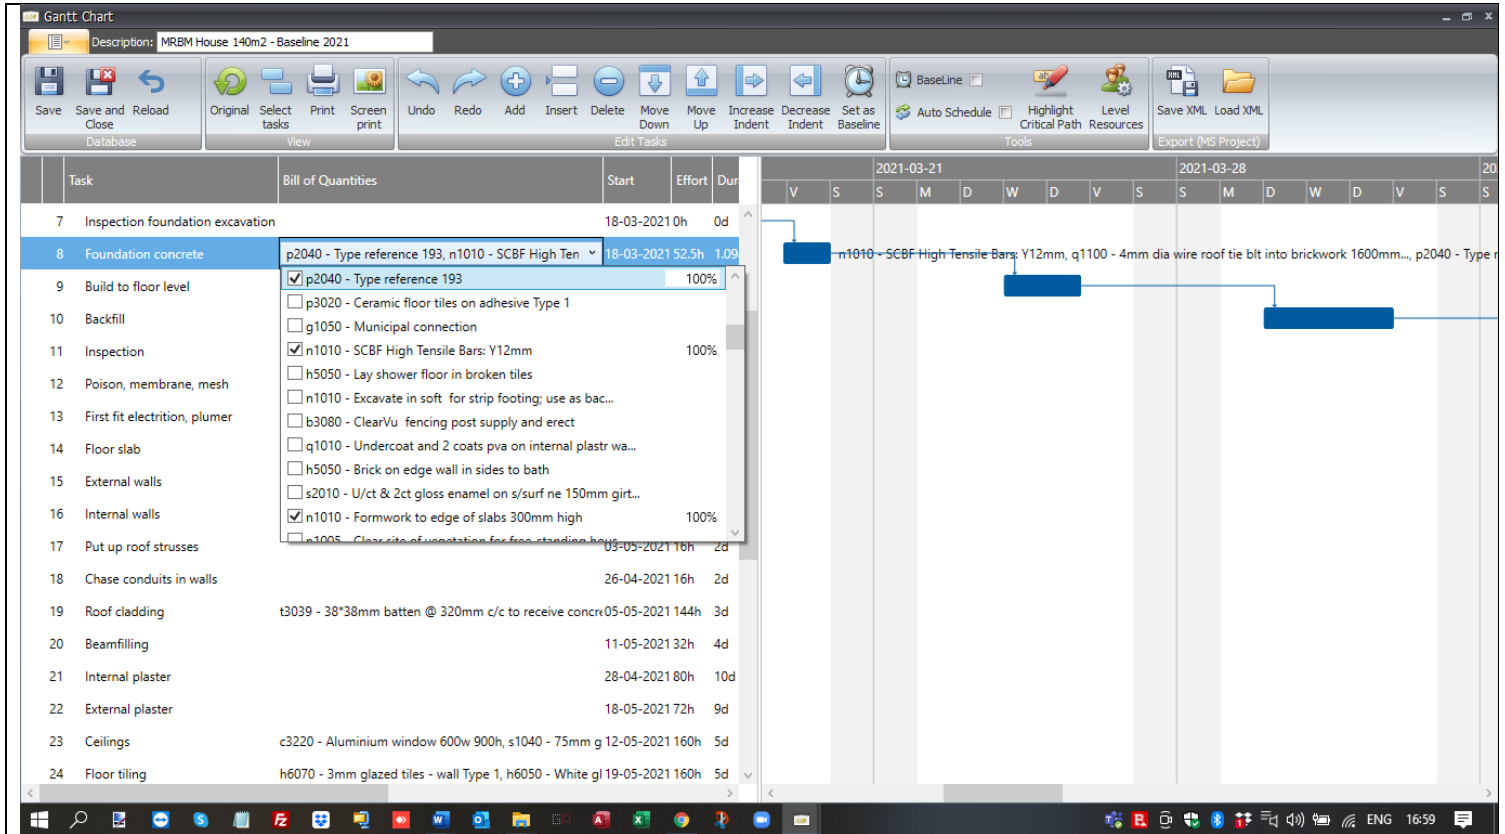 Gantt Chart
Description: MRBM House 140m2 - Baseline 2021
Save Save and Close Reload Original Select tasks Print Screen print Undo Redo Add Insert Delete Move Down Move Up Increase Indent Decrease Indent Set as Baseline BaseLine Auto Schedule Highlight Critical Path Level Resources Save XML Load XML
Database View Edit Tasks Tools Export (MS Project)
Task Bill of Quantities Start Effort Dur 2021-03-21 2021-03-28 20
V S S M D W D V S S M D W D V S S
7 Inspection foundation excavation 18-03-2021 0h 0d
8 Foundation concrete p2040 - Type reference 193, n1010 - SCBF High Ten 18-03-2021 52.5h 1.09 n1010 - SCBF High Tensile Bars: Y12mm, q1100 - 4mm dia wire roof tie blt into brickwork 1600mm..., p2040 - Type r
9 Build to floor level
10 Backfill
11 Inspection
12 Poison, membrane, mesh
13 First fit electrition, plumer
14 Floor slab
15 External walls
16 Internal walls
p2040 - Type reference 193 100%
p3020 - Ceramic floor tiles on adhesive Type 1
g1050 - Municipal connection
n1010 - SCBF High Tensile Bars: Y12mm 100%
h5050 - Lay shower floor in broken tiles
n1010 - Excavate in soft for strip footing; use as bac...
b3080 - ClearVu fencing post supply and erect
q1010 - Undercoat and 2 coats pva on internal plastr wa...
h5050 - Brick on edge wall in sides to bath
s2010 - U/ct & 2ct gloss enamel on s/surf ne 150mm girt...
n1010 - Formwork to edge of slabs 300mm high 100%
n1005 - Clear site of vegetation for free-standing hous
17 Put up roof strusses 03-05-2021 16h 2d
18 Chase conduits in walls 26-04-2021 16h 2d
19 Roof cladding t3039 - 38*38mm batten @ 320mm c/c to receive concre 05-05-2021 144h 3d
20 Beamfilling 11-05-2021 32h 4d
21 Internal plaster 28-04-2021 80h 10d
22 External plaster 18-05-2021 72h 9d
23 Ceilings c3220 - Aluminium window 600w 900h, s1040 - 75mm g 12-05-2021 160h 5d
24 Floor tiling h6070 - 3mm glazed tiles - wall Type 1, h6050 - White gl 19-05-2021 160h 5d
ENG 16:59